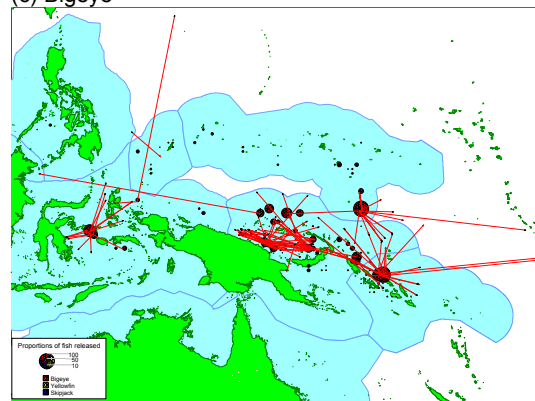 (c) Bigeye
Proportions of fish released
100
50
10
Bigeye
Yellowfin
Skipjack